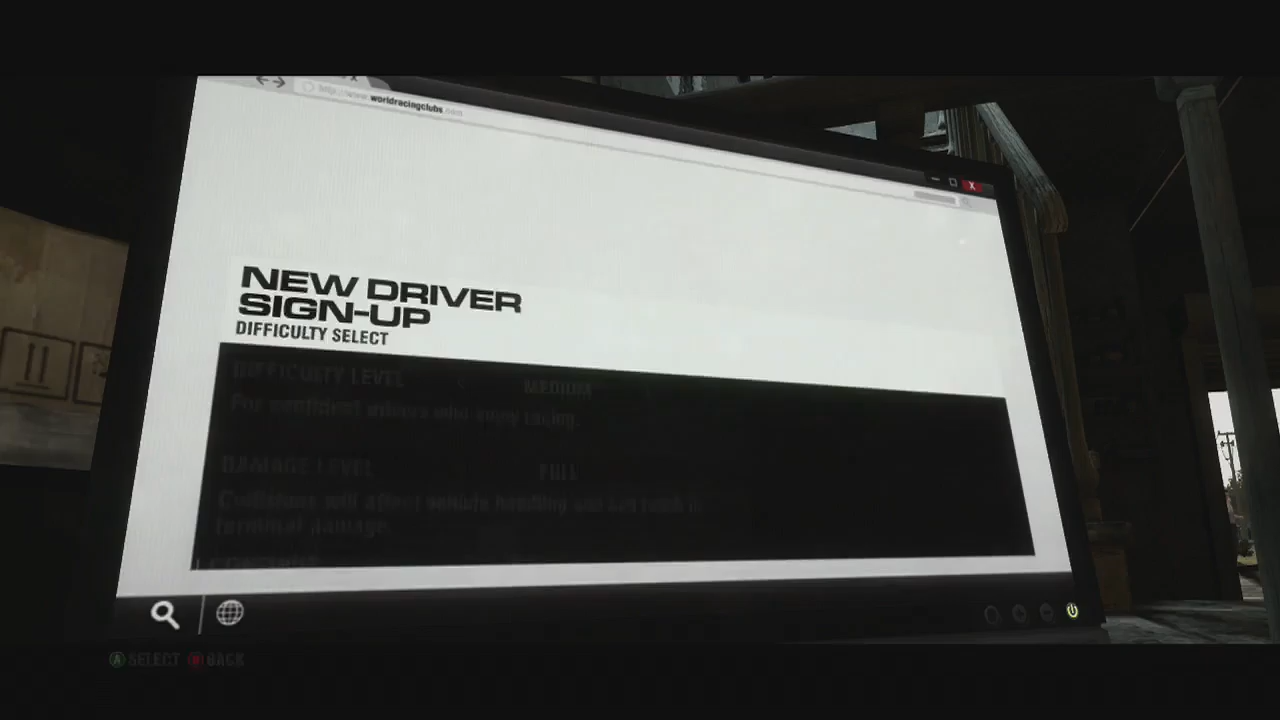 http://www.worldracingclubs.com
X
NEW DRIVER
SIGN-UP
DIFFICULTY SELECT
DIFFICULTY LEVEL MEDIUM
For confident drivers who enjoy racing.
DAMAGE LEVEL FULL
Collisions will affect vehicle handling and can result in
terminal damage.
CONTINUE
A SELECT B BACK